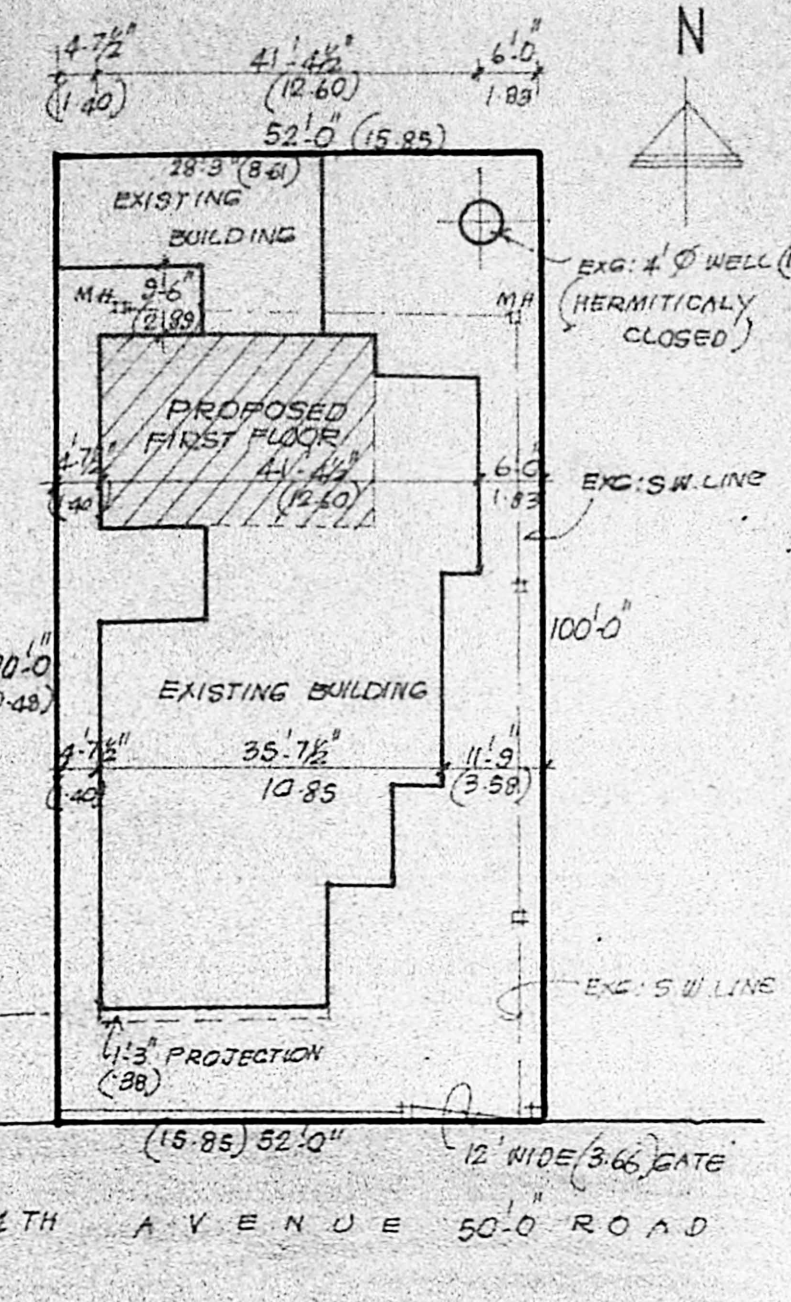 4'-7½" 41'-4½" 6'-0"
(1.40) (12.60) 1.83
N
52'-0" (15.85)
28'-3" (8.61)
EXISTING
BUILDING
EXG: 4' Ø WELL
(HERMITICALY
CLOSED)
MH 9'-6"
(2.89)
MH
PROPOSED
FIRST FLOOR
4'-7½" 41'-4½" 6'-0"
(1.40) (12.60) 1.83
EXG: S.W. LINE
100'-0"
EXISTING BUILDING
4'-7½" 35'-7½" 11'-9"
(1.40) 10.85 (3.58)
EXG: S.W LINE
1'-3" PROJECTION
(.38)
(15.85) 52'-0"
12' WIDE (3.66) GATE
TH AVENUE 50'-0" ROAD